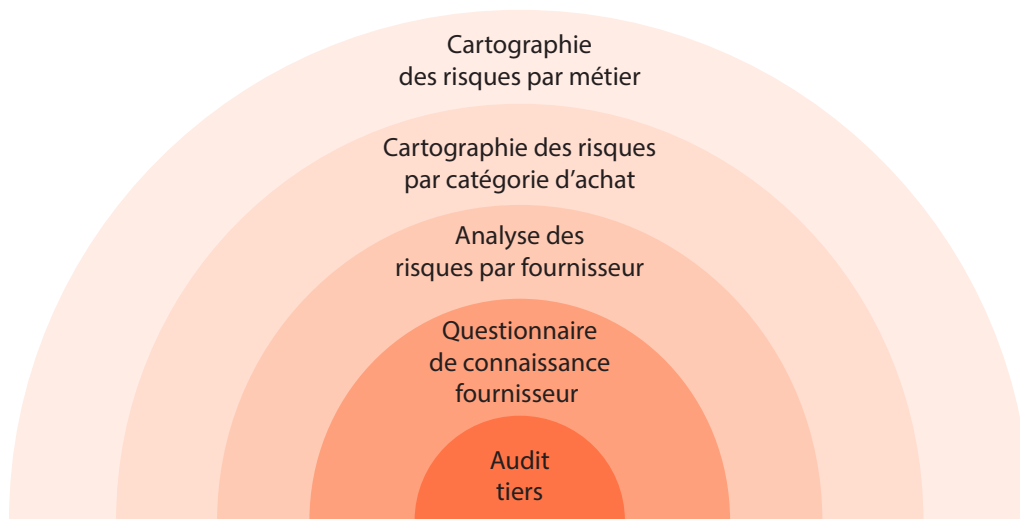 Cartographie
des risques par métier
Cartographie des risques
par catégorie d’achat
Analyse des
risques par fournisseur
Questionnaire
de connaissance
fournisseur
Audit
tiers